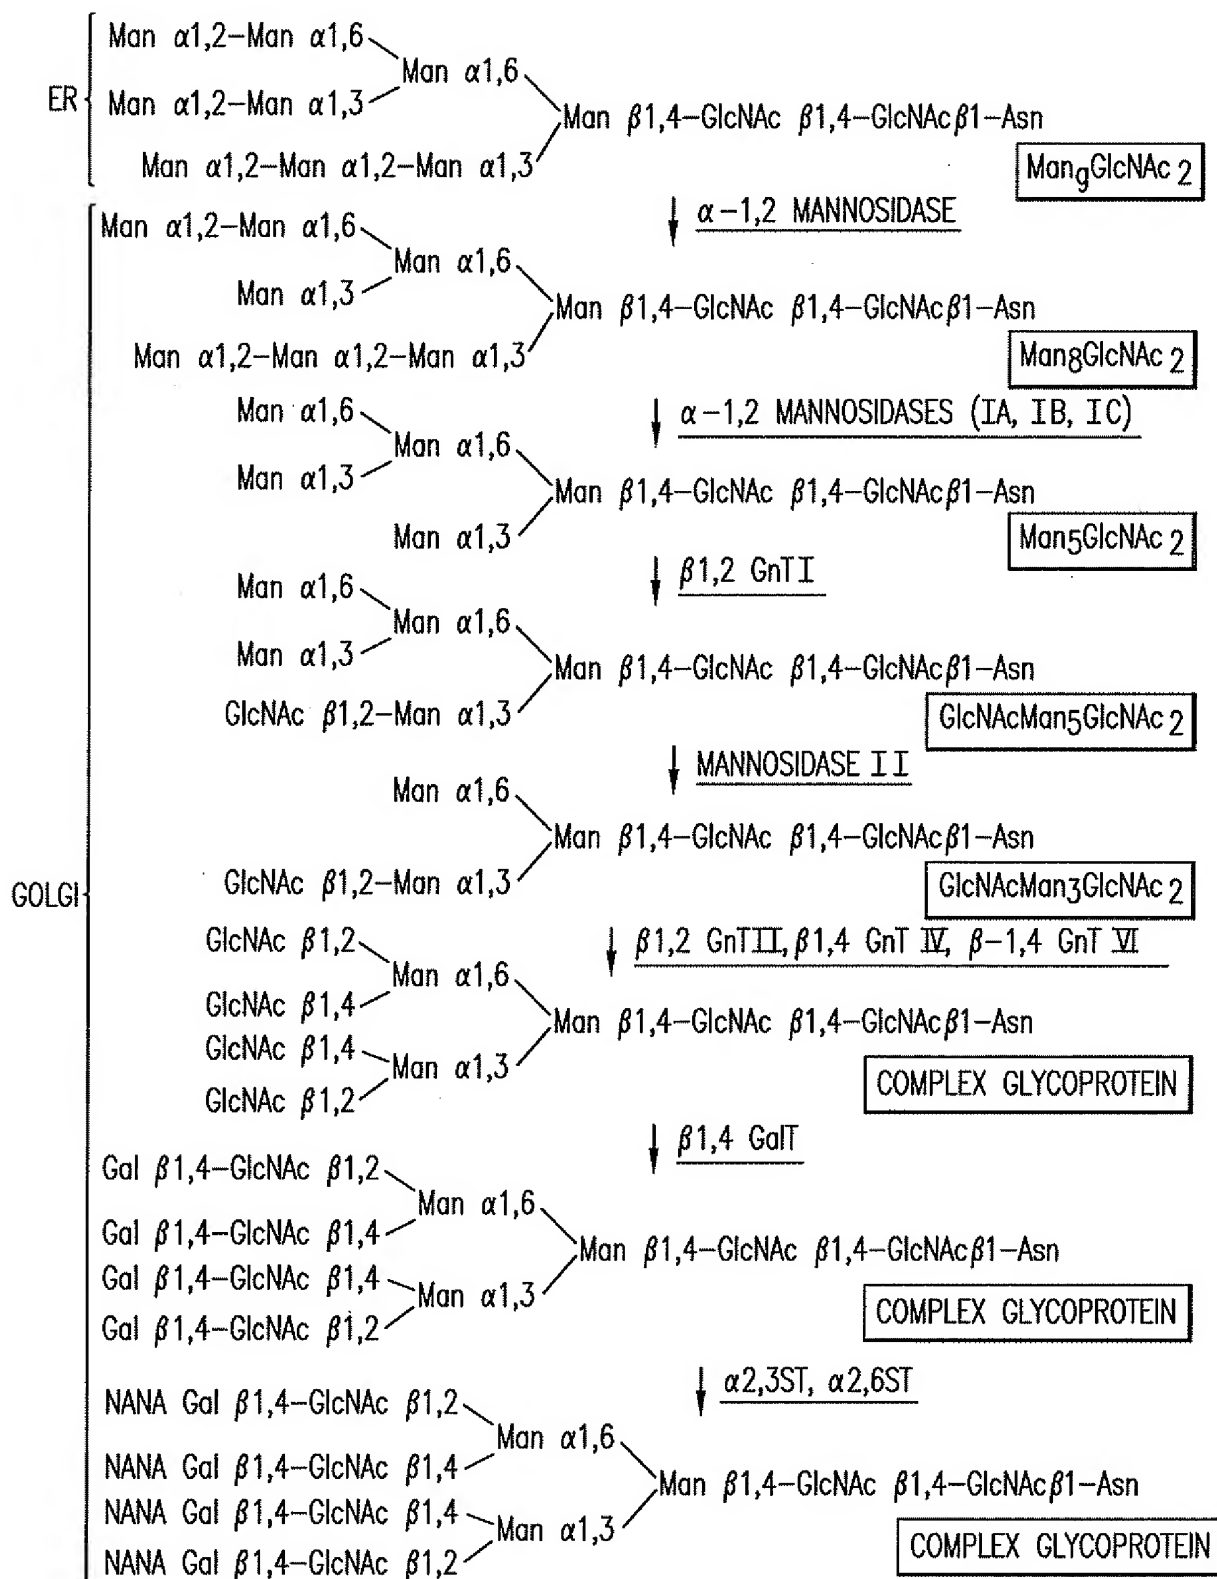 ER
Man α1,2–Man α1,6
Man α1,6
Man α1,2–Man α1,3
Man β1,4–GlcNAc β1,4–GlcNAcβ1–Asn
Man α1,2–Man α1,2–Man α1,3
Man9GlcNAc2
α–1,2 MANNOSIDASE
GOLGI
Man α1,2–Man α1,6
Man α1,6
Man α1,3
Man β1,4–GlcNAc β1,4–GlcNAcβ1–Asn
Man α1,2–Man α1,2–Man α1,3
Man8GlcNAc2
α–1,2 MANNOSIDASES (IA, IB, IC)
Man α1,6
Man α1,6
Man α1,3
Man β1,4–GlcNAc β1,4–GlcNAcβ1–Asn
Man α1,3
Man5GlcNAc2
β1,2 GnTI
Man α1,6
Man α1,6
Man α1,3
Man β1,4–GlcNAc β1,4–GlcNAcβ1–Asn
GlcNAc β1,2–Man α1,3
GlcNAcMan5GlcNAc2
MANNOSIDASE II
Man α1,6
Man β1,4–GlcNAc β1,4–GlcNAcβ1–Asn
GlcNAc β1,2–Man α1,3
GlcNAcMan3GlcNAc2
β1,2 GnTII, β1,4 GnT IV, β–1,4 GnT VI
GlcNAc β1,2
Man α1,6
GlcNAc β1,4
Man β1,4–GlcNAc β1,4–GlcNAcβ1–Asn
GlcNAc β1,4
Man α1,3
GlcNAc β1,2
COMPLEX GLYCOPROTEIN
β1,4 GalT
Gal β1,4–GlcNAc β1,2
Man α1,6
Gal β1,4–GlcNAc β1,4
Man β1,4–GlcNAc β1,4–GlcNAcβ1–Asn
Gal β1,4–GlcNAc β1,4
Man α1,3
Gal β1,4–GlcNAc β1,2
COMPLEX GLYCOPROTEIN
α2,3ST, α2,6ST
NANA Gal β1,4–GlcNAc β1,2
Man α1,6
NANA Gal β1,4–GlcNAc β1,4
Man β1,4–GlcNAc β1,4–GlcNAcβ1–Asn
NANA Gal β1,4–GlcNAc β1,4
Man α1,3
NANA Gal β1,4–GlcNAc β1,2
COMPLEX GLYCOPROTEIN